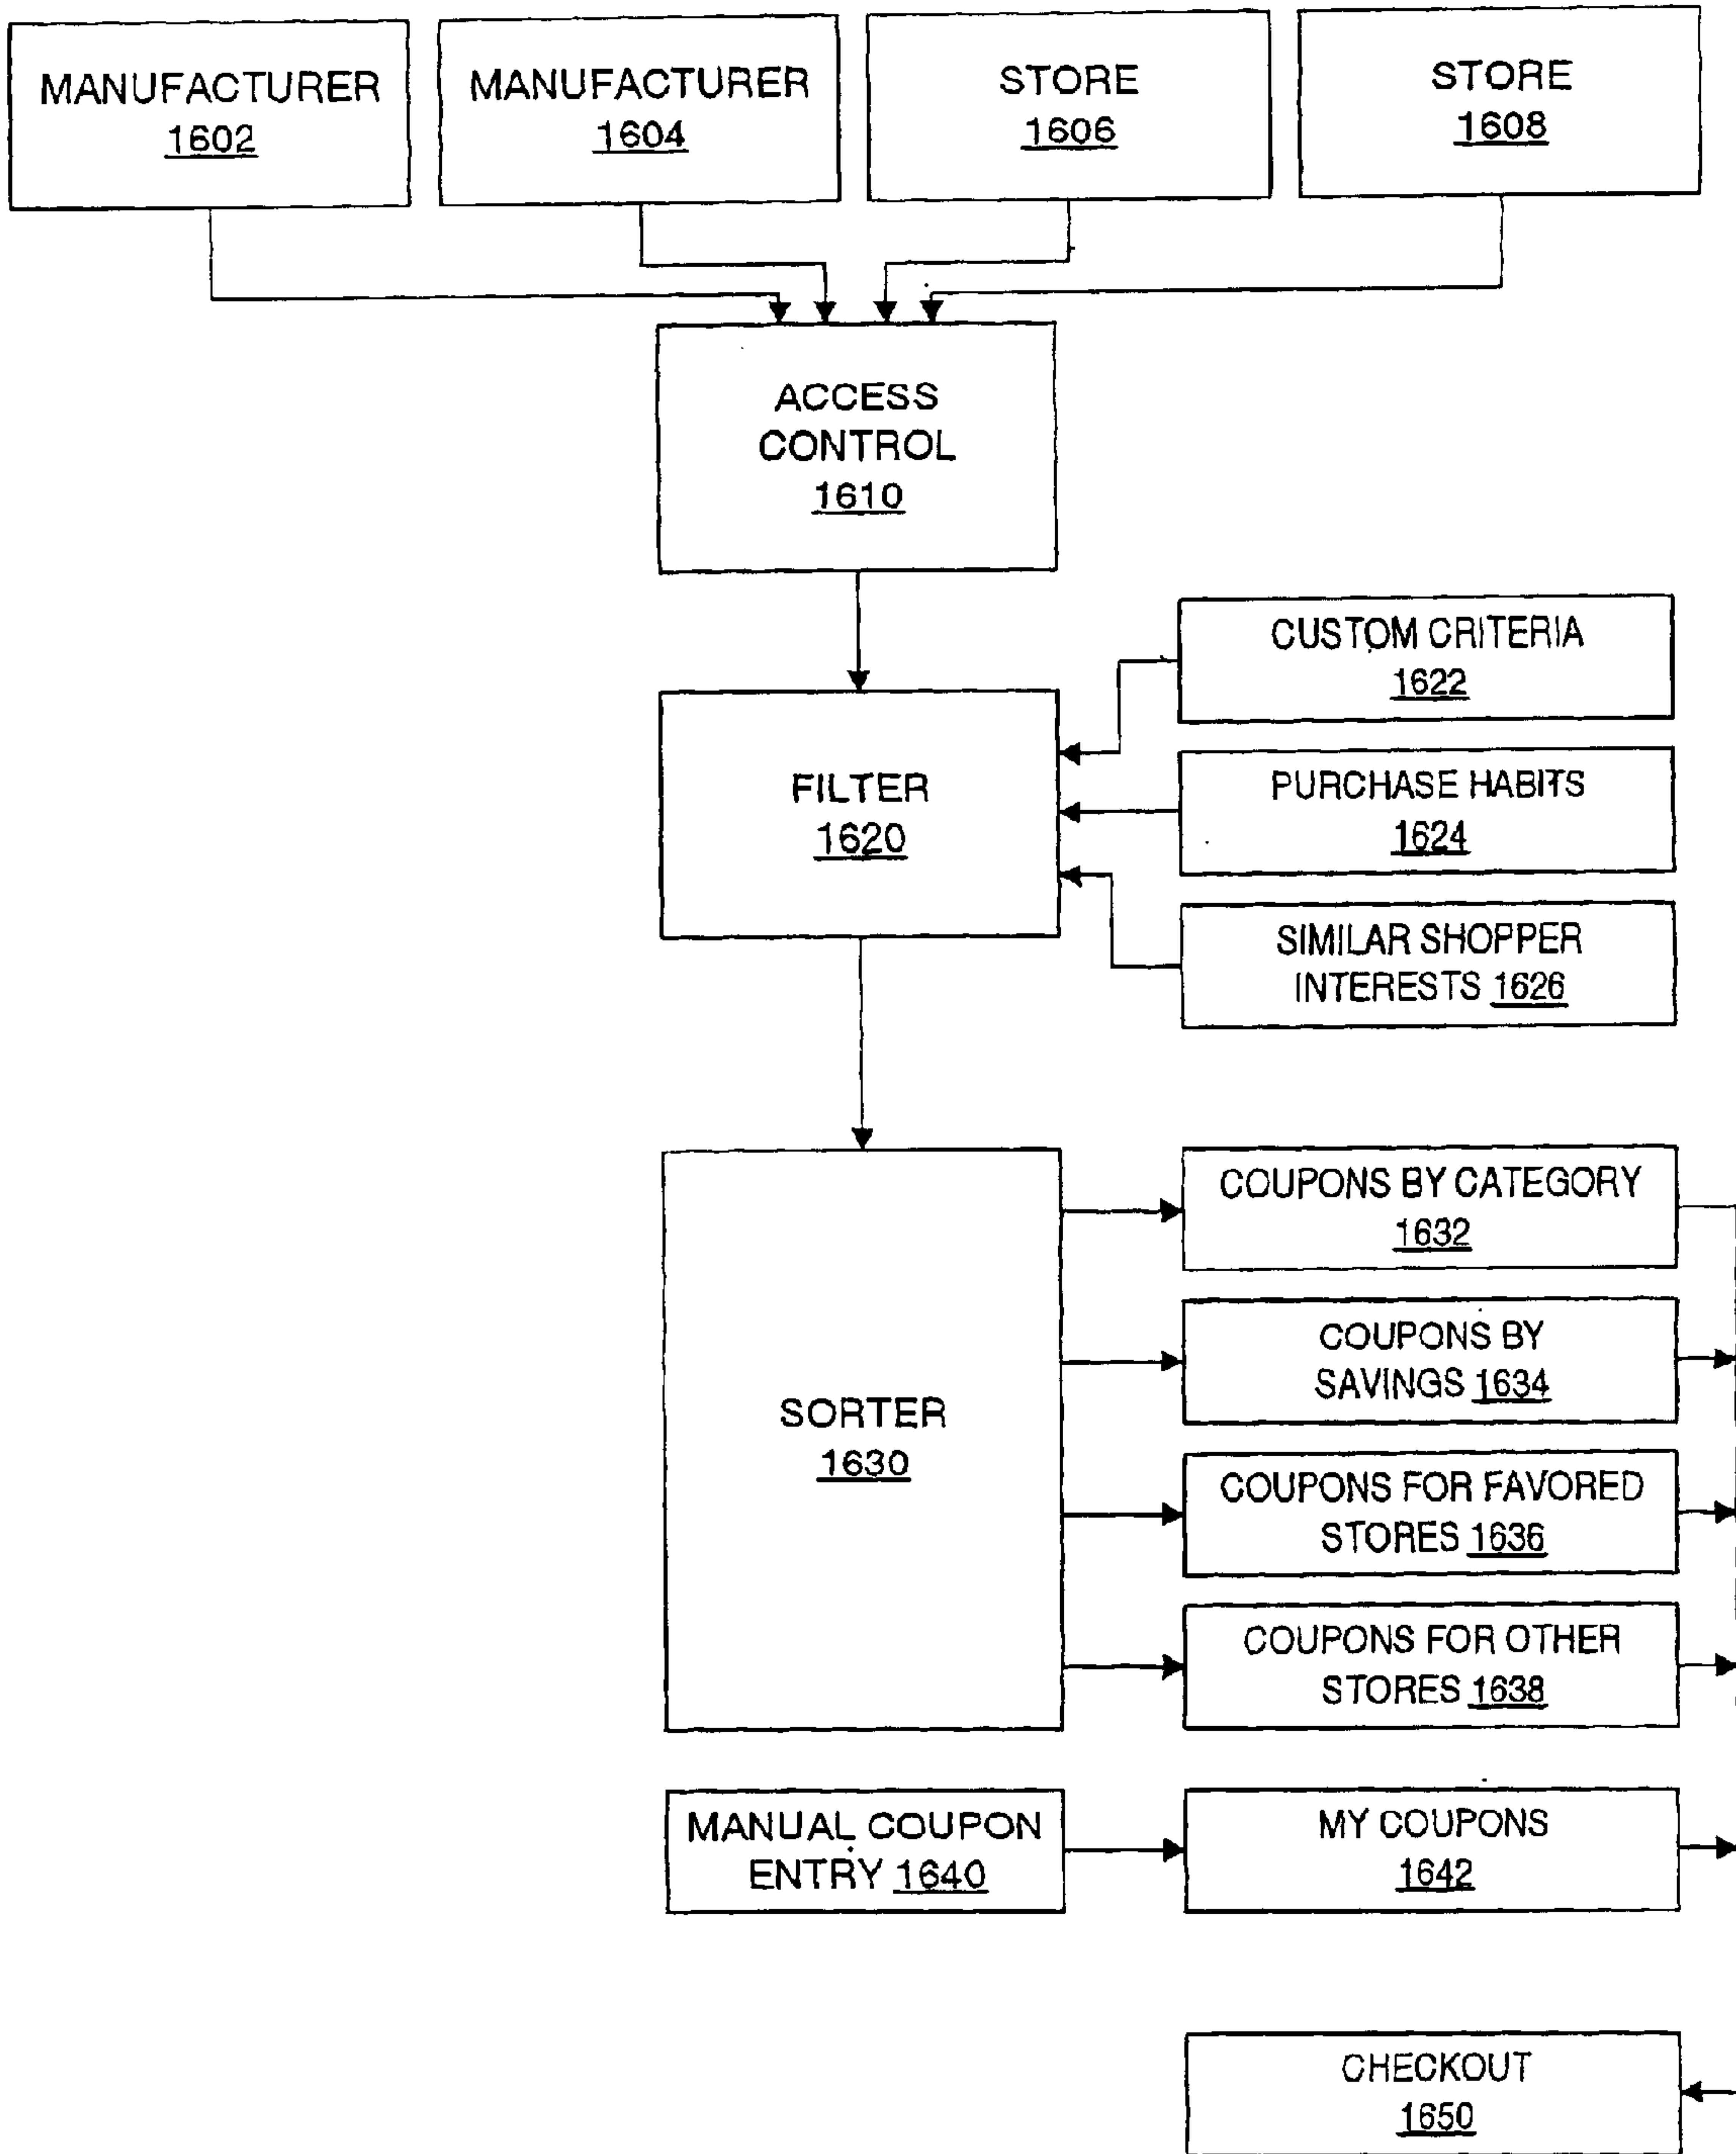 MANUFACTURER
1602
MANUFACTURER
1604
STORE
1606
STORE
1608
ACCESS
CONTROL
1610
CUSTOM CRITERIA
1622
FILTER
1620
PURCHASE HABITS
1624
SIMILAR SHOPPER
INTERESTS 1626
SORTER
1630
COUPONS BY CATEGORY
1632
COUPONS BY
SAVINGS 1634
COUPONS FOR FAVORED
STORES 1636
COUPONS FOR OTHER
STORES 1638
MANUAL COUPON
ENTRY 1640
MY COUPONS
1642
CHECKOUT
1650